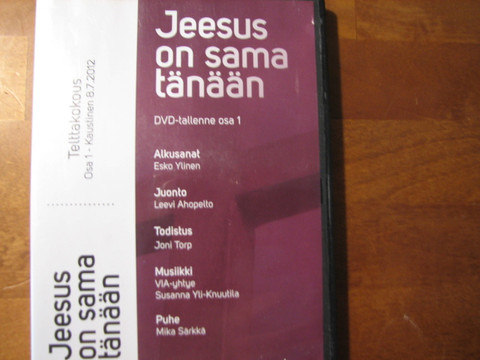 Jeesus
on sama
tänään
DVD-tallenne osa 1
Alkusanat
Esko Ylinen
Juonto
Leevi Ahopelto
Todistus
Joni Torp
Musiikki
VIA-yhtye
Susanna Yli-Knuutila
Puhe
Mika Särkkä
Telttakokous
Osa 1 - Kaustinen 8.7.2012
Jeesus
on sama
tänään